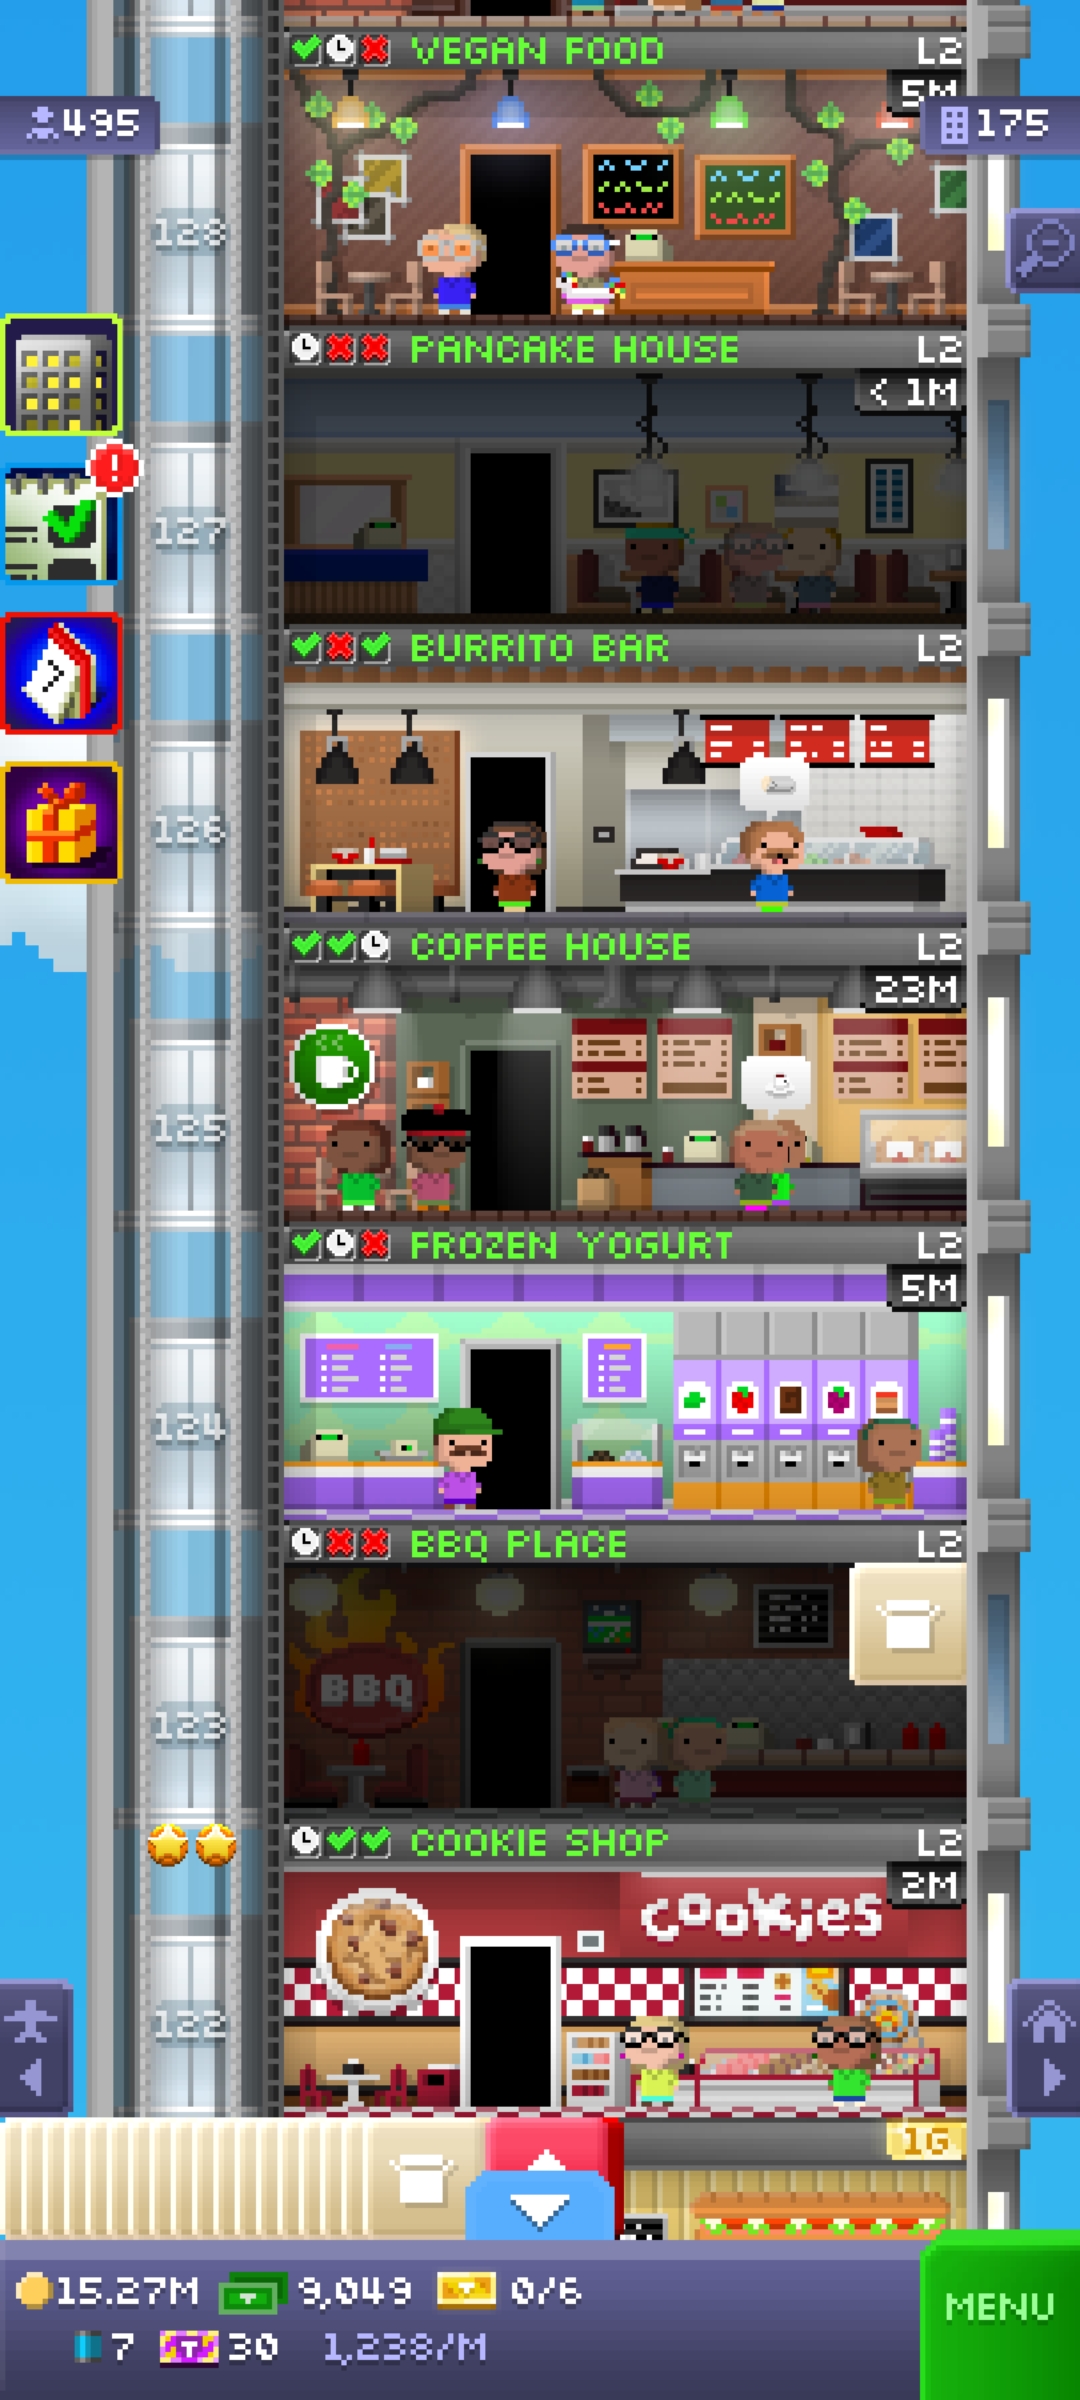 VEGAN FOOD L2
5M
495
175
128
PANCAKE HOUSE L2
< 1M
127
BURRITO BAR L2
126
COFFEE HOUSE L2
23M
125
FROZEN YOGURT L2
5M
124
BBQ PLACE L2
BBQ
123
COOKIE SHOP L2
2M
cookies
122
1G
15.27M 9,049 0/6
MENU
7 T 30 1,238/M